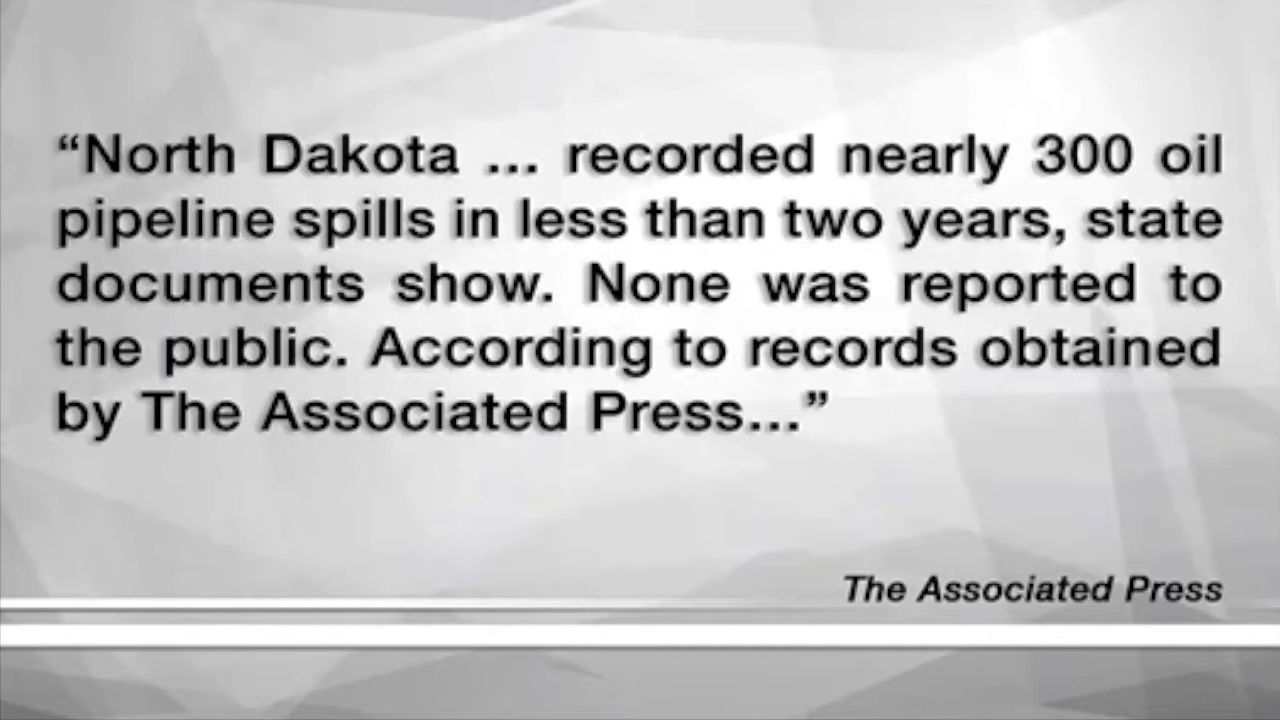 “North Dakota ... recorded nearly 300 oil
pipeline spills in less than two years, state
documents show. None was reported to
the public. According to records obtained
by The Associated Press...”
The Associated Press